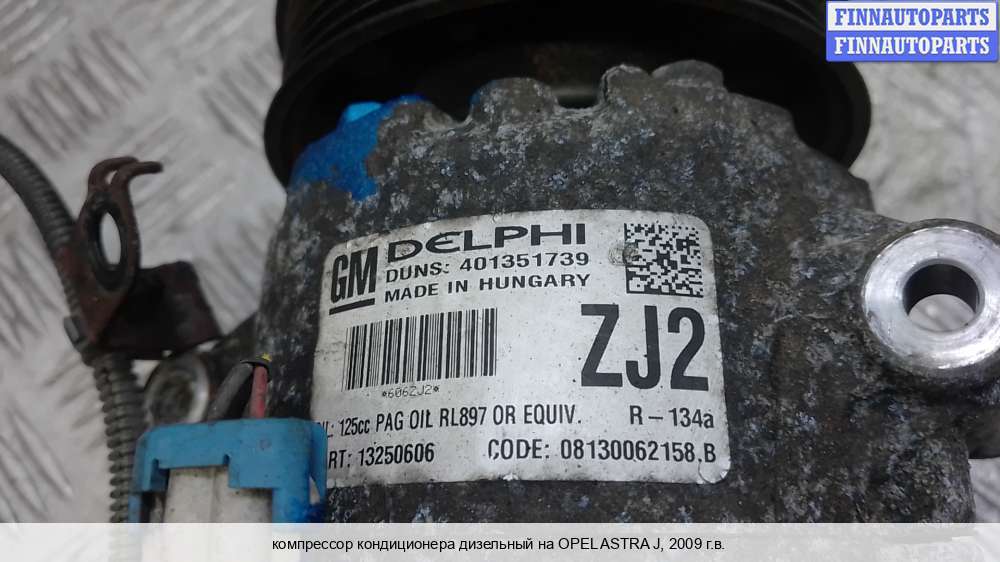 FINNAUTOPARTS
FINNAUTOPARTS
GM DELPHI
DUNS: 401351739
MADE IN HUNGARY
ZJ2
*606ZJ2*
125cc PAG OIL RL897 OR EQUIV. R-134a
13250606 CODE: 08130062158.B
компрессор кондиционера дизельный на OPEL ASTRA J, 2009 г.в.